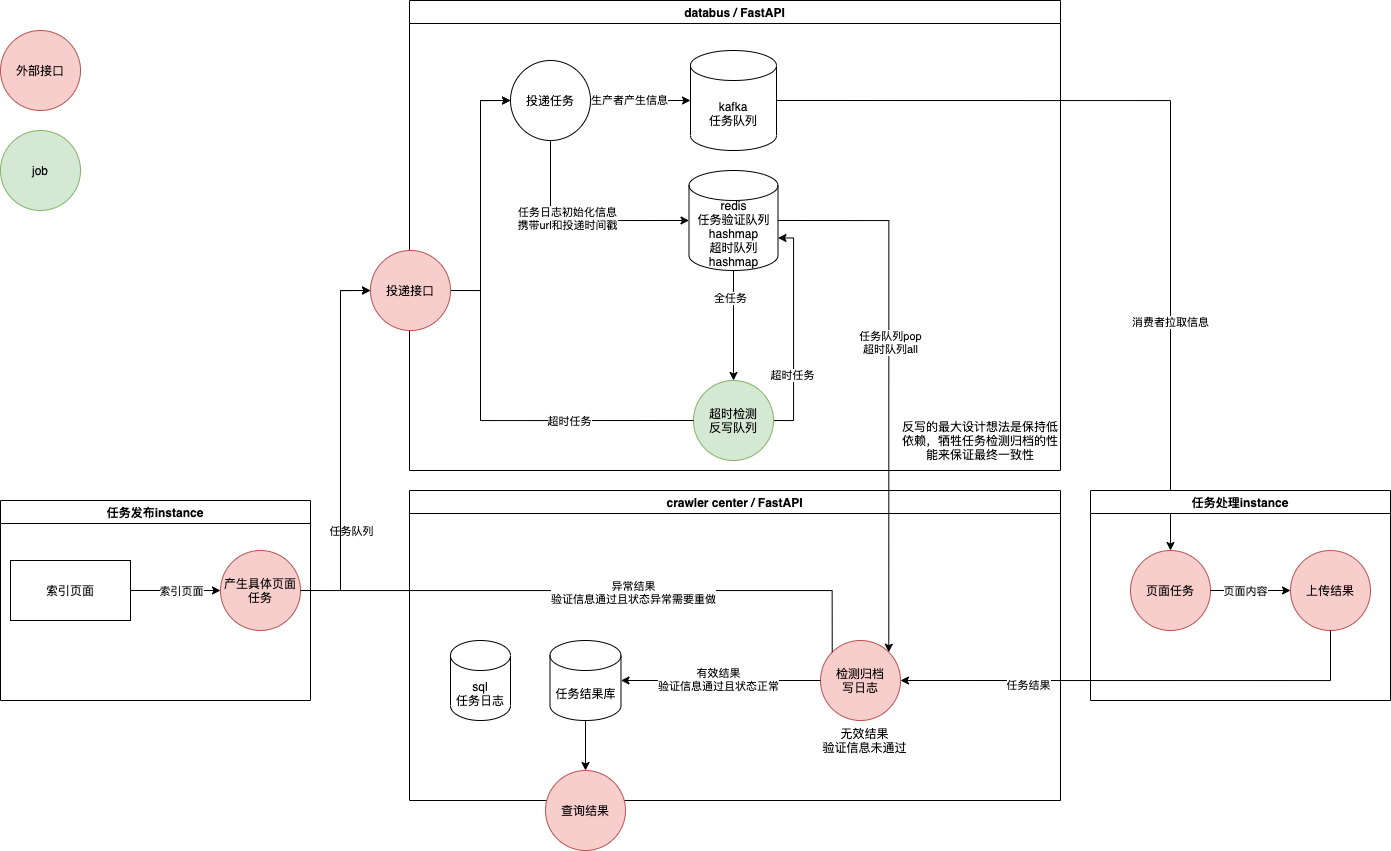 databus / FastAPI
外部接口
job
投递任务
生产者产生信息
kafka
任务队列
任务日志初始化信息
携带url和投递时间戳
redis
任务验证队列
hashmap
超时队列
hashmap
投递接口
全任务
消费者拉取信息
任务队列pop
超时队列all
超时任务
超时检测
反写队列
超时任务
反写的最大设计想法是保持低
依赖，牺牲任务检测归档的性
能来保证最终一致性
任务发布instance
索引页面
索引页面
产生具体页面
任务
任务队列
crawler center / FastAPI
异常结果
验证信息通过且状态异常需要重做
sql
任务日志
任务结果库
有效结果
验证信息通过且状态正常
检测归档
写日志
无效结果
验证信息未通过
查询结果
任务处理instance
页面任务
页面内容
上传结果
任务结果